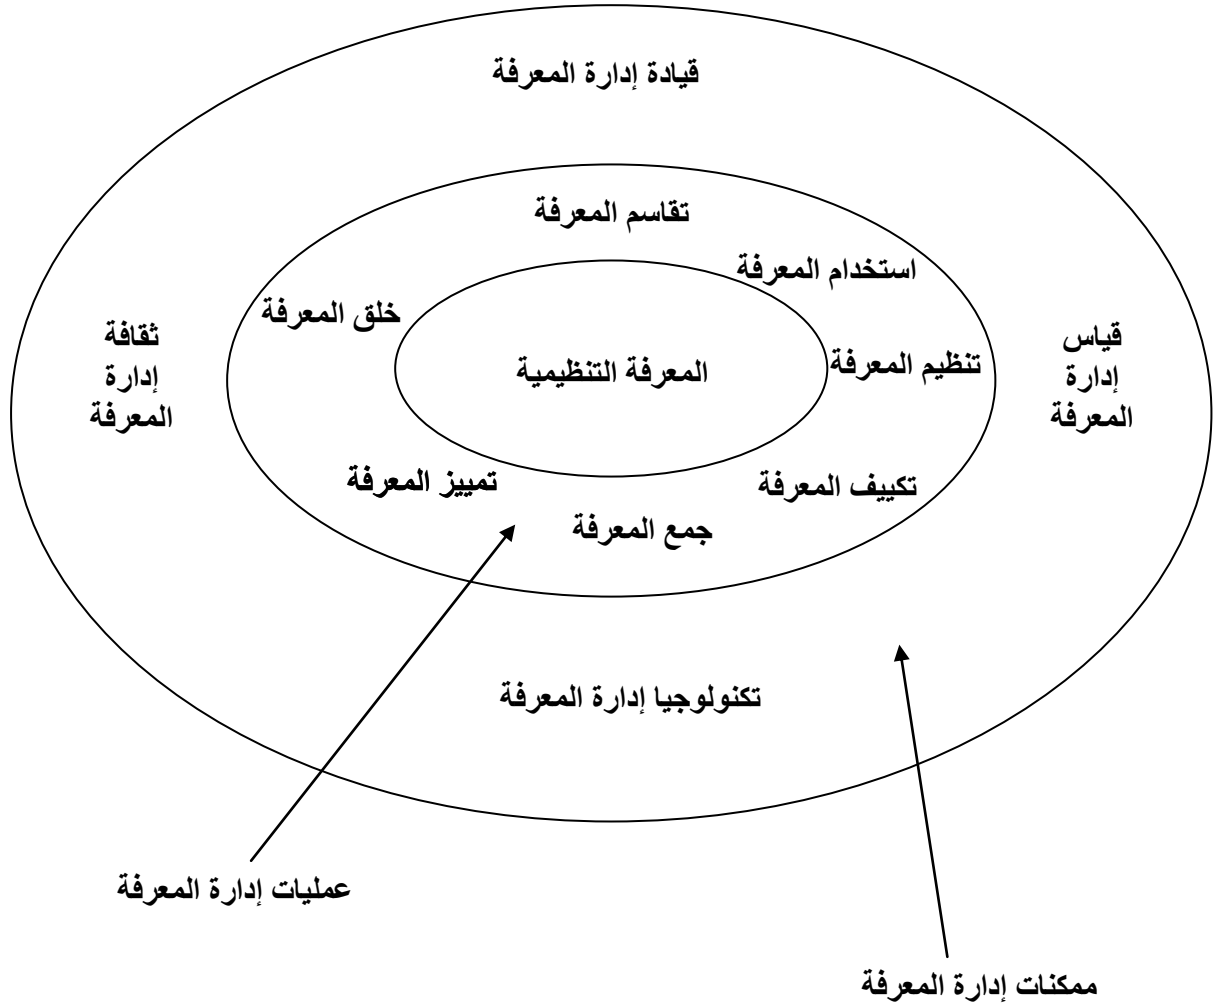 قيادة إدارة المعرفة
تقاسم المعرفة
استخدام المعرفة
خلق المعرفة
قياس
إدارة
المعرفة
تنظيم المعرفة
المعرفة التنظيمية
ثقافة
إدارة
المعرفة
تكييف المعرفة
تمييز المعرفة
جمع المعرفة
تكنولوجيا إدارة المعرفة
عمليات إدارة المعرفة
ممكنات إدارة المعرفة